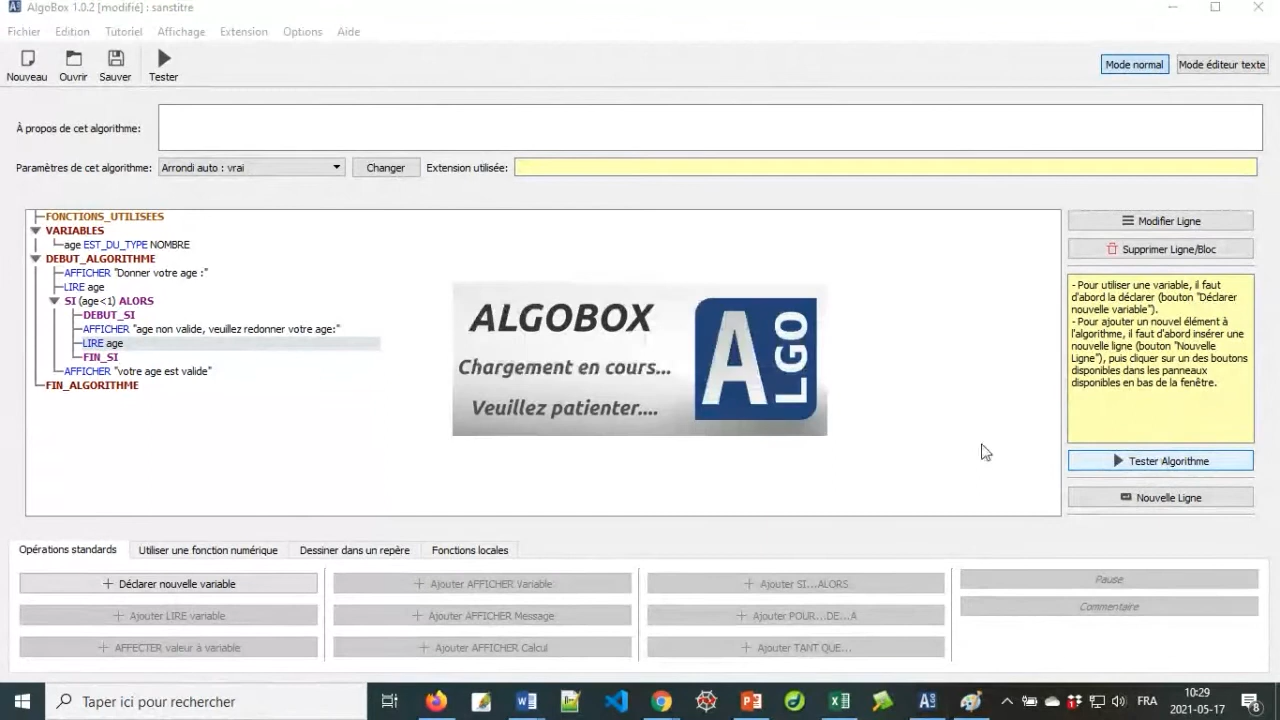 AlgoBox 1.0.2 [modifié] : sanstitre
Fichier Edition Tutoriel Affichage Extension Options Aide
Nouveau Ouvrir Sauver Tester
Mode normal Mode éditeur texte
À propos de cet algorithme:
Paramètres de cet algorithme: Arrondi auto : vrai Changer Extension utilisée:
FONCTIONS_UTILISEES
VARIABLES
age EST_DU_TYPE NOMBRE
DEBUT_ALGORITHME
AFFICHER "Donner votre age :"
LIRE age
SI (age<1) ALORS
DEBUT_SI
AFFICHER "age non valide, veuillez redonner votre age:"
LIRE age
FIN_SI
AFFICHER "votre age est valide"
FIN_ALGORITHME
ALGOBOX
Chargement en cours...
Veuillez patienter....
ALGO
Modifier Ligne
Supprimer Ligne/Bloc
- Pour utiliser une variable, il faut
d'abord la déclarer (bouton "Déclarer
nouvelle variable").
- Pour ajouter un nouvel élément à
l'algorithme, il faut d'abord insérer une
nouvelle ligne (bouton "Nouvelle
Ligne"), puis cliquer sur un des boutons
disponibles dans les panneaux
disponibles en bas de la fenêtre.
Tester Algorithme
Nouvelle Ligne
Opérations standards Utiliser une fonction numérique Dessiner dans un repère Fonctions locales
Déclarer nouvelle variable
Ajouter LIRE variable
AFFECTER valeur à variable
Ajouter AFFICHER Variable
Ajouter AFFICHER Message
Ajouter AFFICHER Calcul
Ajouter SI...ALORS
Ajouter POUR...DE...A
Ajouter TANT QUE...
Pause
Commentaire
Taper ici pour rechercher
FRA
10:29
2021-05-17
8